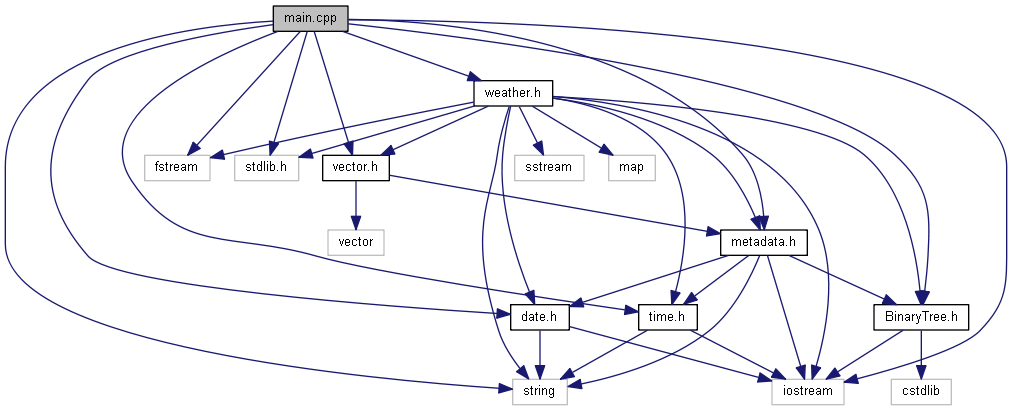 main.cpp
weather.h
fstream
stdlib.h
vector.h
sstream
map
vector
metadata.h
date.h
time.h
BinaryTree.h
string
iostream
cstdlib